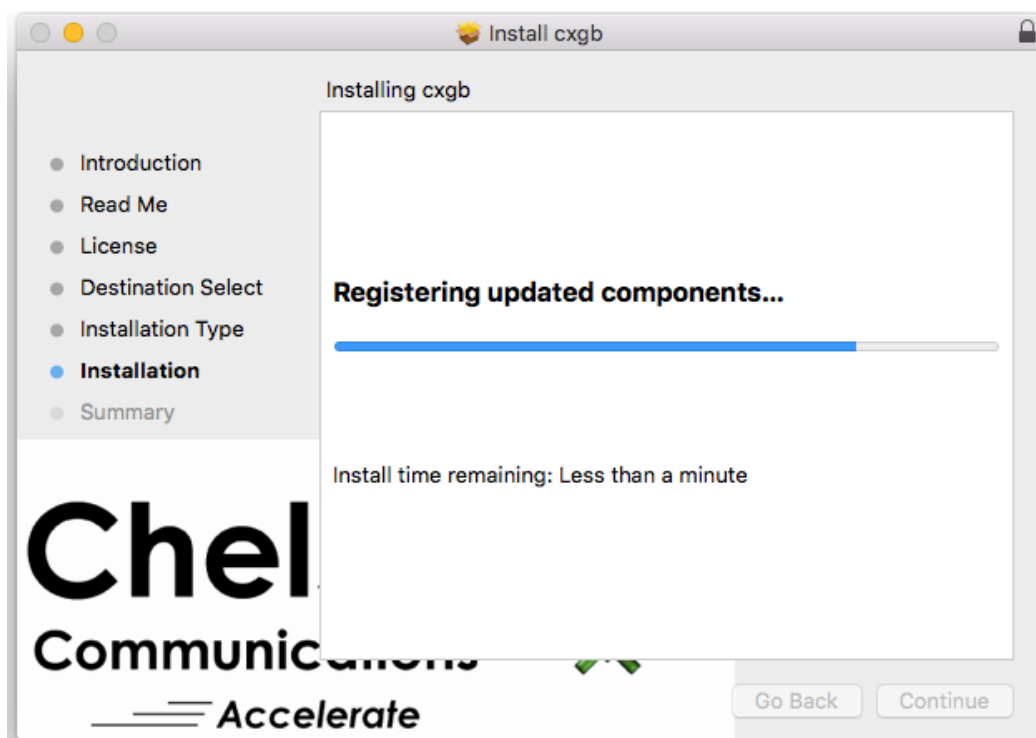 Install cxgb
Installing cxgb
Introduction
Read Me
License
Destination Select
Installation Type
Installation
Summary
Registering updated components...
Install time remaining: Less than a minute
Chel
Communications
Accelerate
Go Back
Continue